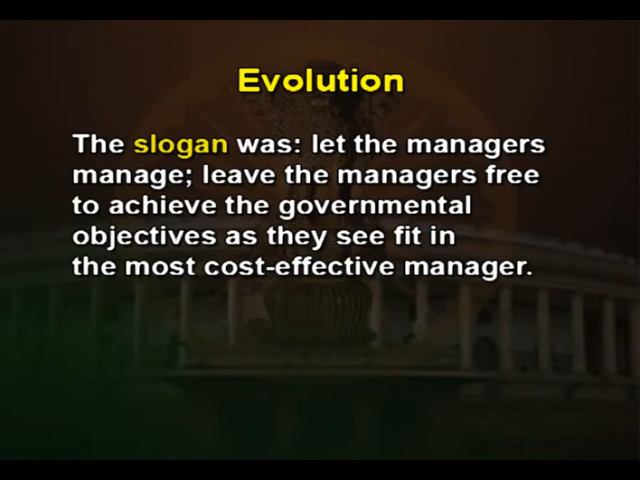 Evolution
The slogan was: let the managers
manage; leave the managers free
to achieve the governmental
objectives as they see fit in
the most cost-effective manager.